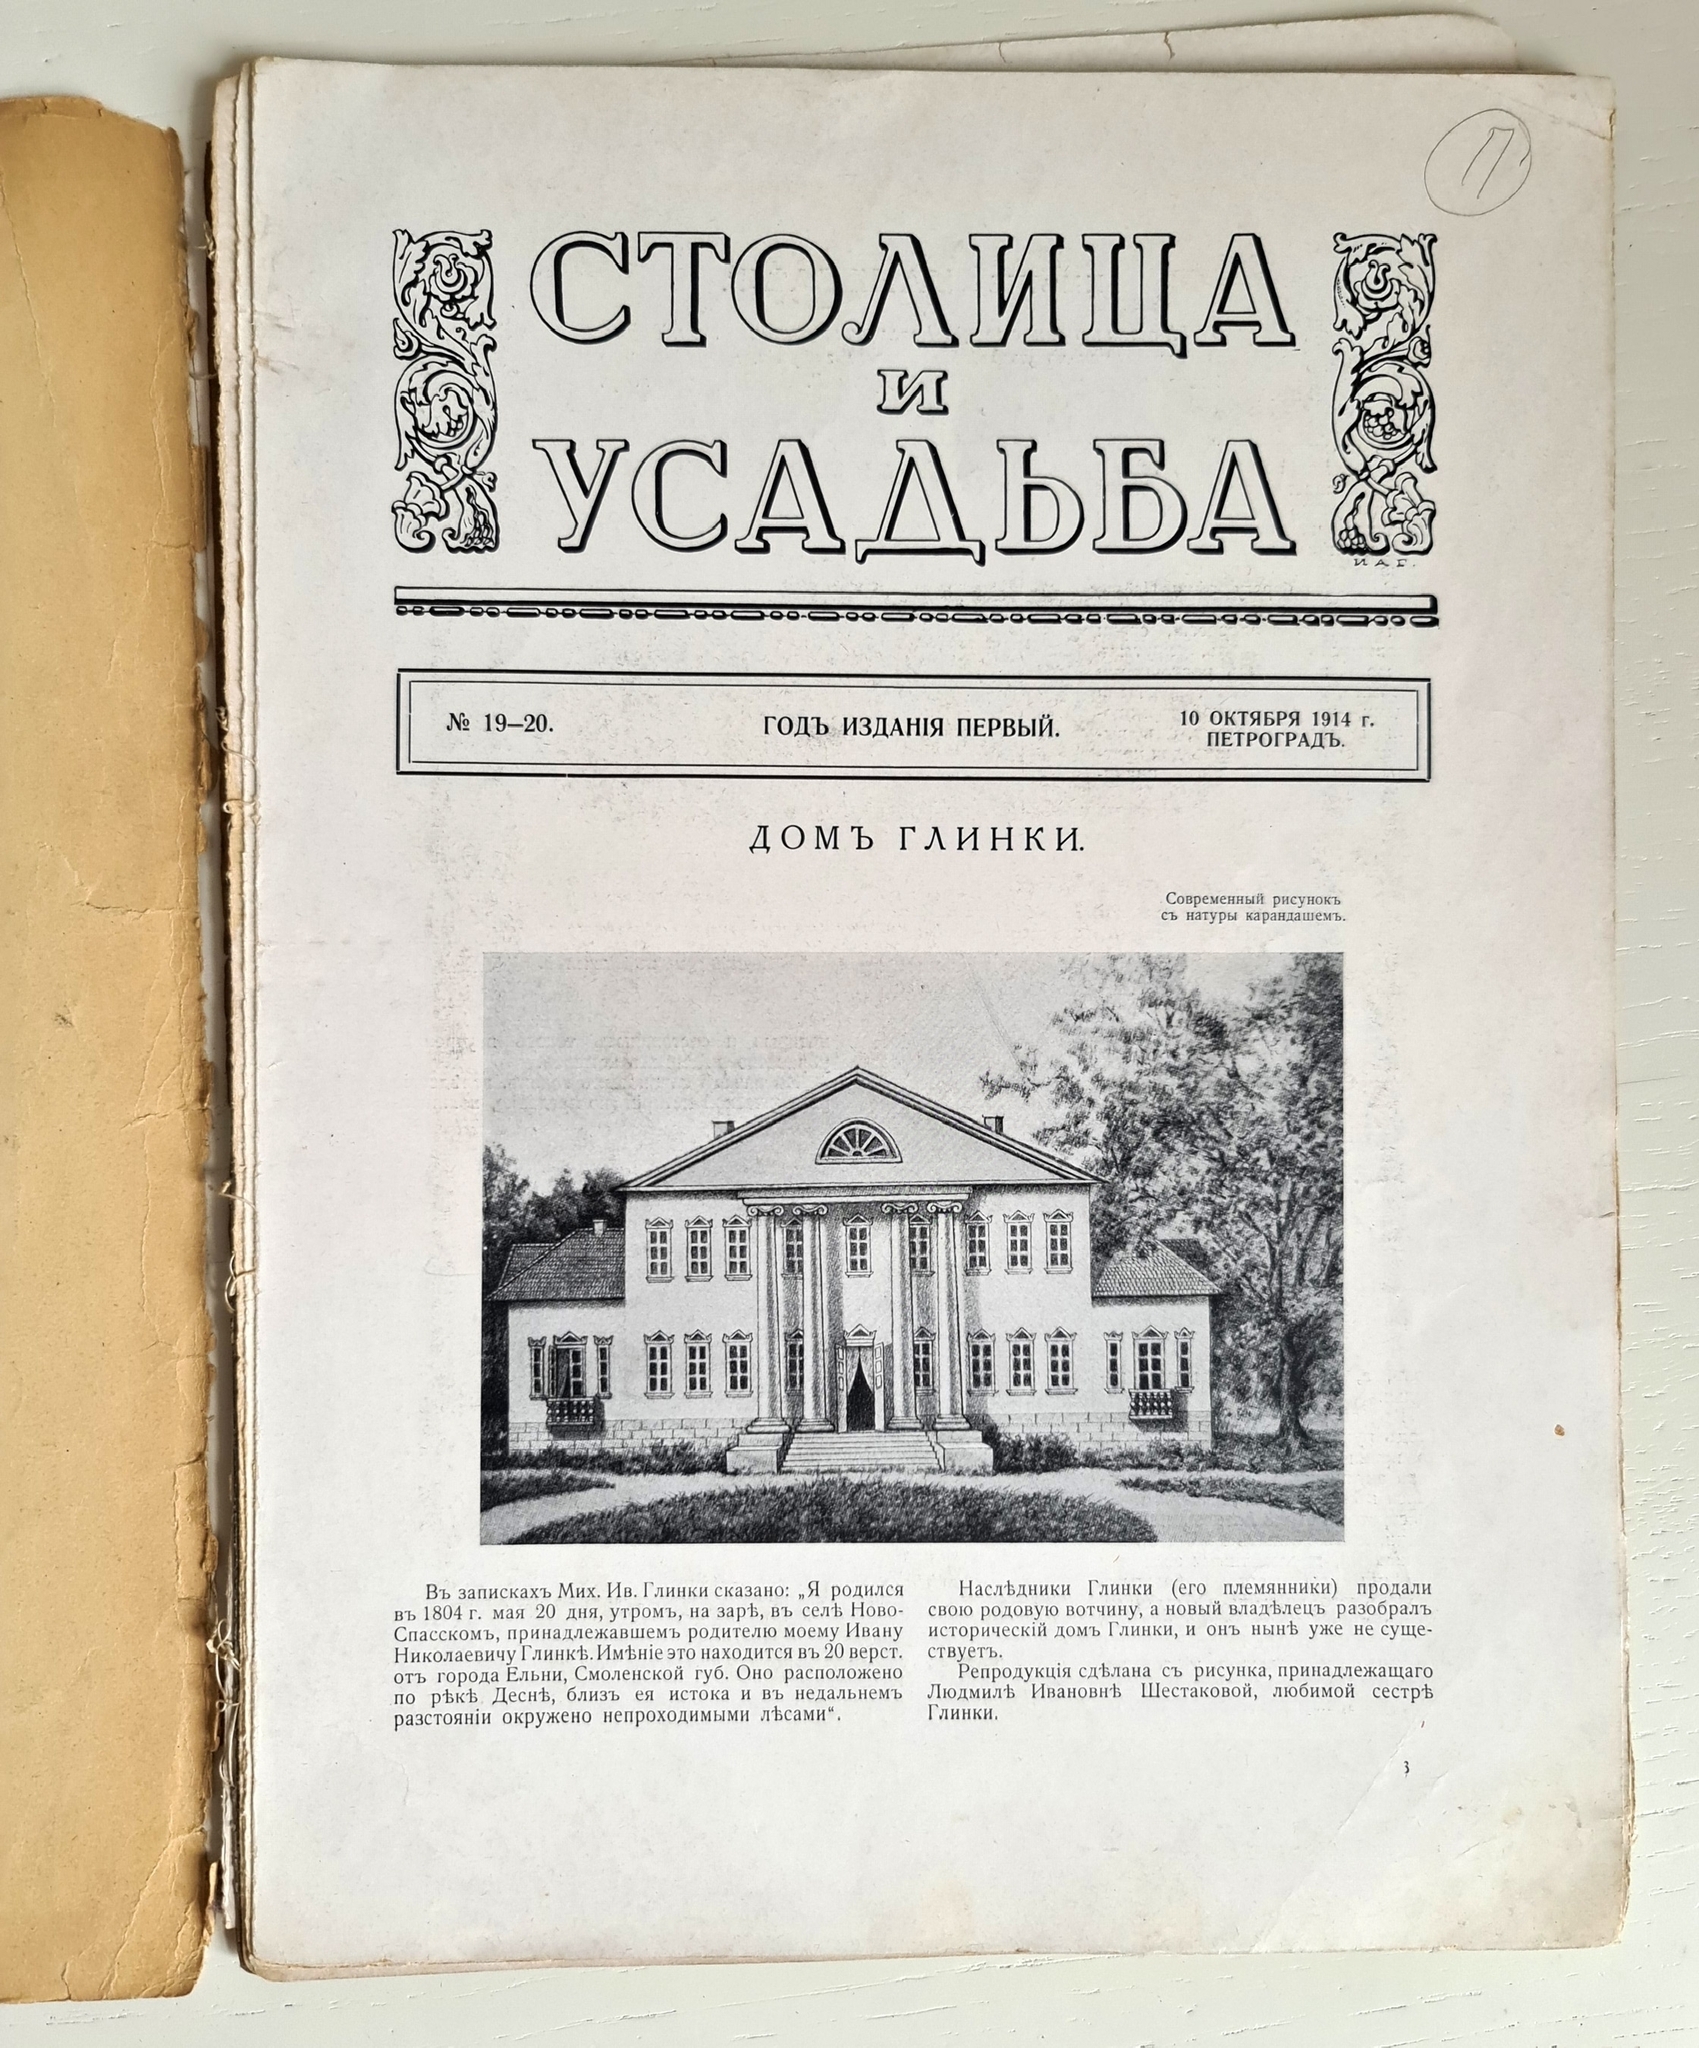 П
СТОЛИЦА
И
УСАДЬБА
И А Г.
№ 19–20.
ГОДЪ ИЗДАНІЯ ПЕРВЫЙ.
10 ОКТЯБРЯ 1914 г.
ПЕТРОГРАДЪ.
ДОМЪ ГЛИНКИ.
Современный рисунокъ
съ натуры карандашемъ.
Въ запискахъ Мих. Ив. Глинки сказано: „Я родился
въ 1804 г. мая 20 дня, утромъ, на зарѣ, въ селѣ Ново-
Спасскомъ, принадлежавшемъ родителю моему Ивану
Николаевичу Глинкѣ. Имѣніе это находится въ 20 верст.
отъ города Ельни, Смоленской губ. Оно расположено
по рѣкѣ Деснѣ, близъ ея истока и въ недальнемъ
разстояніи окружено непроходимыми лѣсами“.
Наслѣдники Глинки (его племянники) продали
свою родовую вотчину, а новый владѣлецъ разобралъ
историческій домъ Глинки, и онъ нынѣ уже не суще-
ствуетъ.
Репродукція сдѣлана съ рисунка, принадлежащаго
Людмилѣ Ивановнѣ Шестаковой, любимой сестрѣ
Глинки.
3